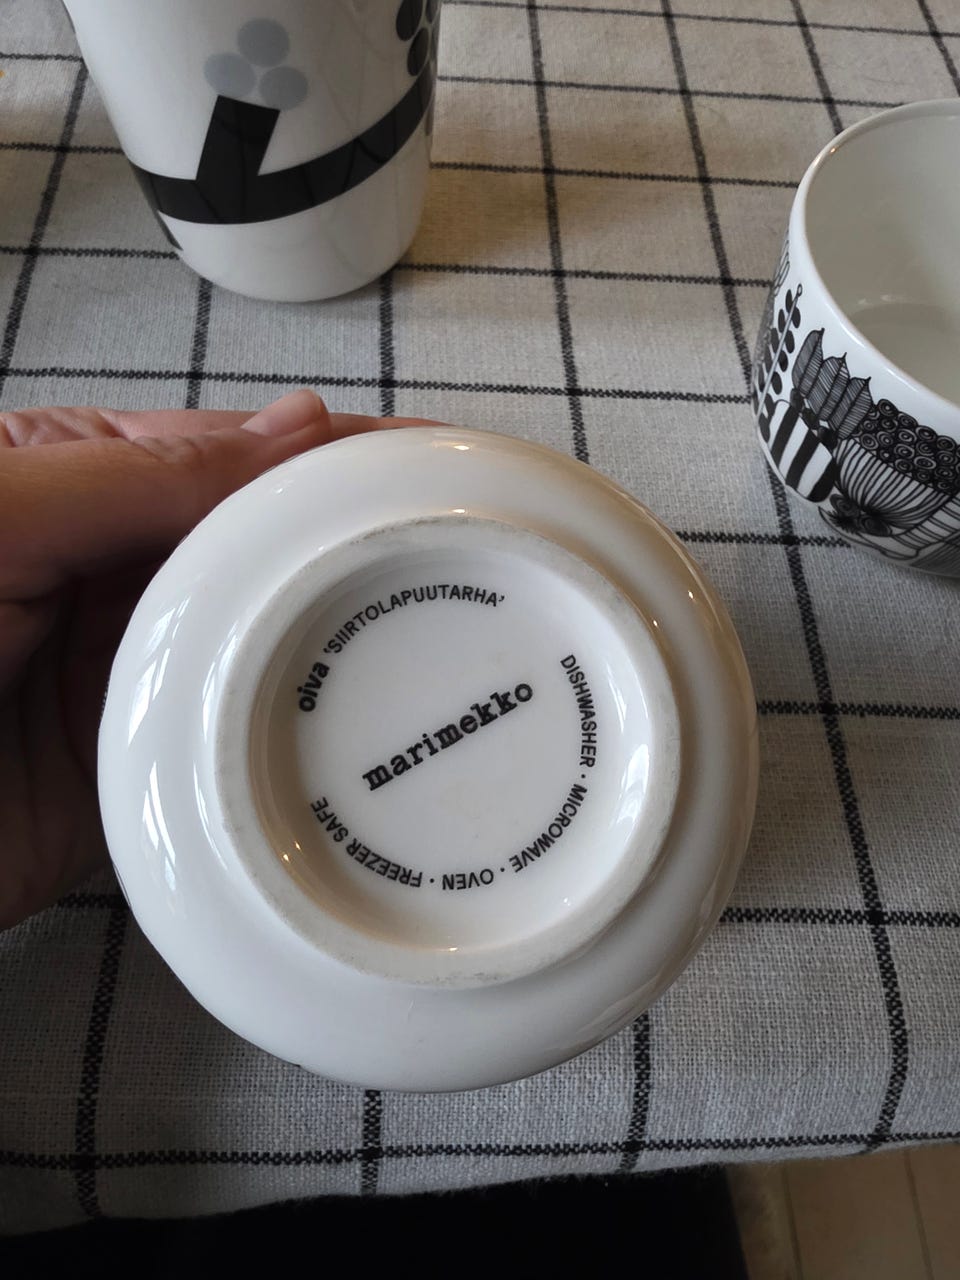 oiva 'SIIRTOLAPUUTARHA'
marimekko
DISHWASHER · MICROWAVE · OVEN · FREEZER SAFE